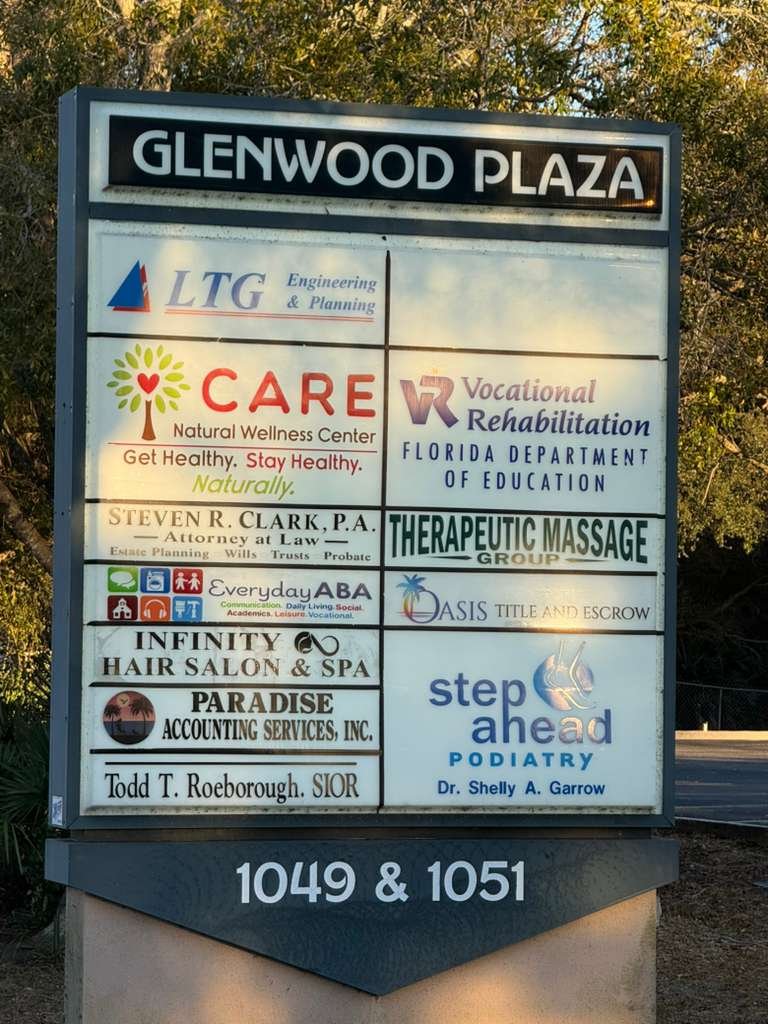 GLENWOOD PLAZA
LTG Engineering
& Planning
CARE
Natural Wellness Center
Get Healthy. Stay Healthy.
Naturally.
STEVEN R. CLARK, P.A.
— Attorney at Law —
Estate Planning Wills Trusts Probate
EverydayABA
Communication. Daily Living. Social.
Academics. Leisure. Vocational.
INFINITY
HAIR SALON & SPA
PARADISE
ACCOUNTING SERVICES, INC.
Todd T. Roeborough. SIOR
VR Vocational
Rehabilitation
FLORIDA DEPARTMENT
OF EDUCATION
THERAPEUTIC MASSAGE
GROUP
OASIS TITLE AND ESCROW
step
ahead
PODIATRY
Dr. Shelly A. Garrow
1049 & 1051